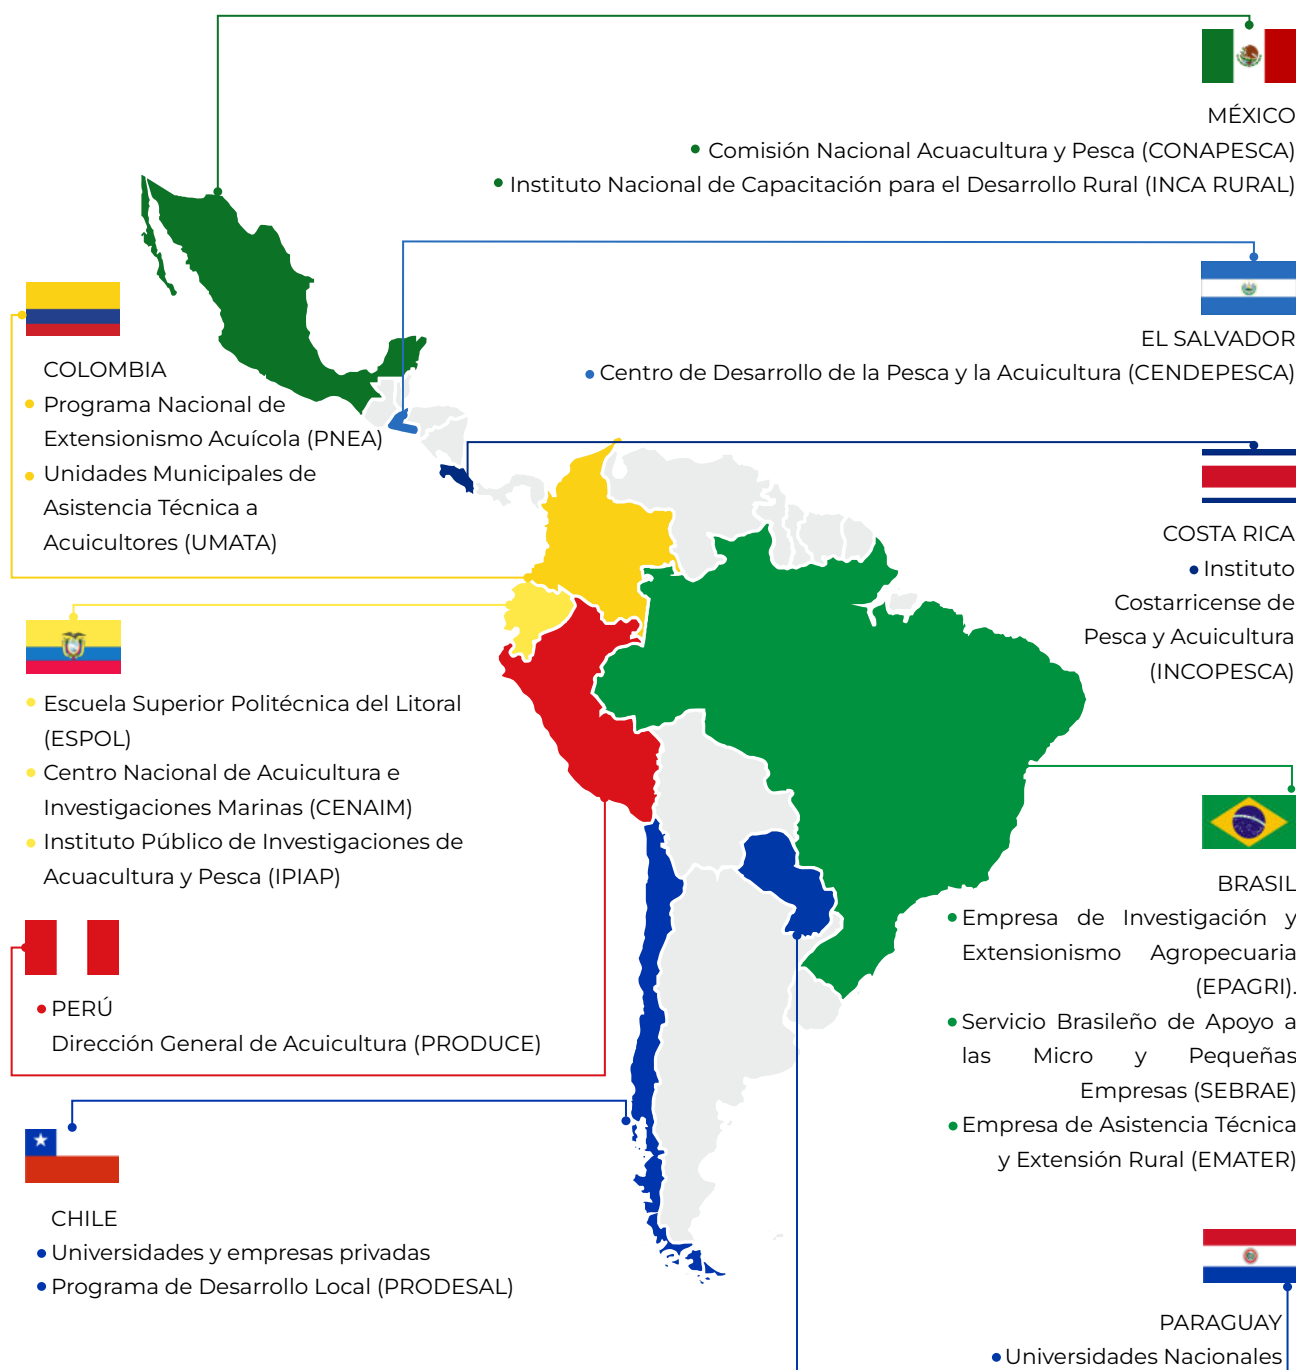 MÉXICO
• Comisión Nacional Acuacultura y Pesca (CONAPESCA)
• Instituto Nacional de Capacitación para el Desarrollo Rural (INCA RURAL)
EL SALVADOR
• Centro de Desarrollo de la Pesca y la Acuicultura (CENDEPESCA)
COLOMBIA
• Programa Nacional de
Extensionismo Acuícola (PNEA)
• Unidades Municipales de
Asistencia Técnica a
Acuicultores (UMATA)
COSTA RICA
• Instituto
Costarricense de
Pesca y Acuicultura
(INCOPESCA)
• Escuela Superior Politécnica del Litoral
(ESPOL)
• Centro Nacional de Acuicultura e
Investigaciones Marinas (CENAIM)
• Instituto Público de Investigaciones de
Acuacultura y Pesca (IPIAP)
BRASIL
• Empresa de Investigación y
Extensionismo Agropecuaria
(EPAGRI).
• Servicio Brasileño de Apoyo a
las Micro y Pequeñas
Empresas (SEBRAE)
• Empresa de Asistencia Técnica
y Extensión Rural (EMATER)
• PERÚ
Dirección General de Acuicultura (PRODUCE)
CHILE
• Universidades y empresas privadas
• Programa de Desarrollo Local (PRODESAL)
PARAGUAY
• Universidades Nacionales